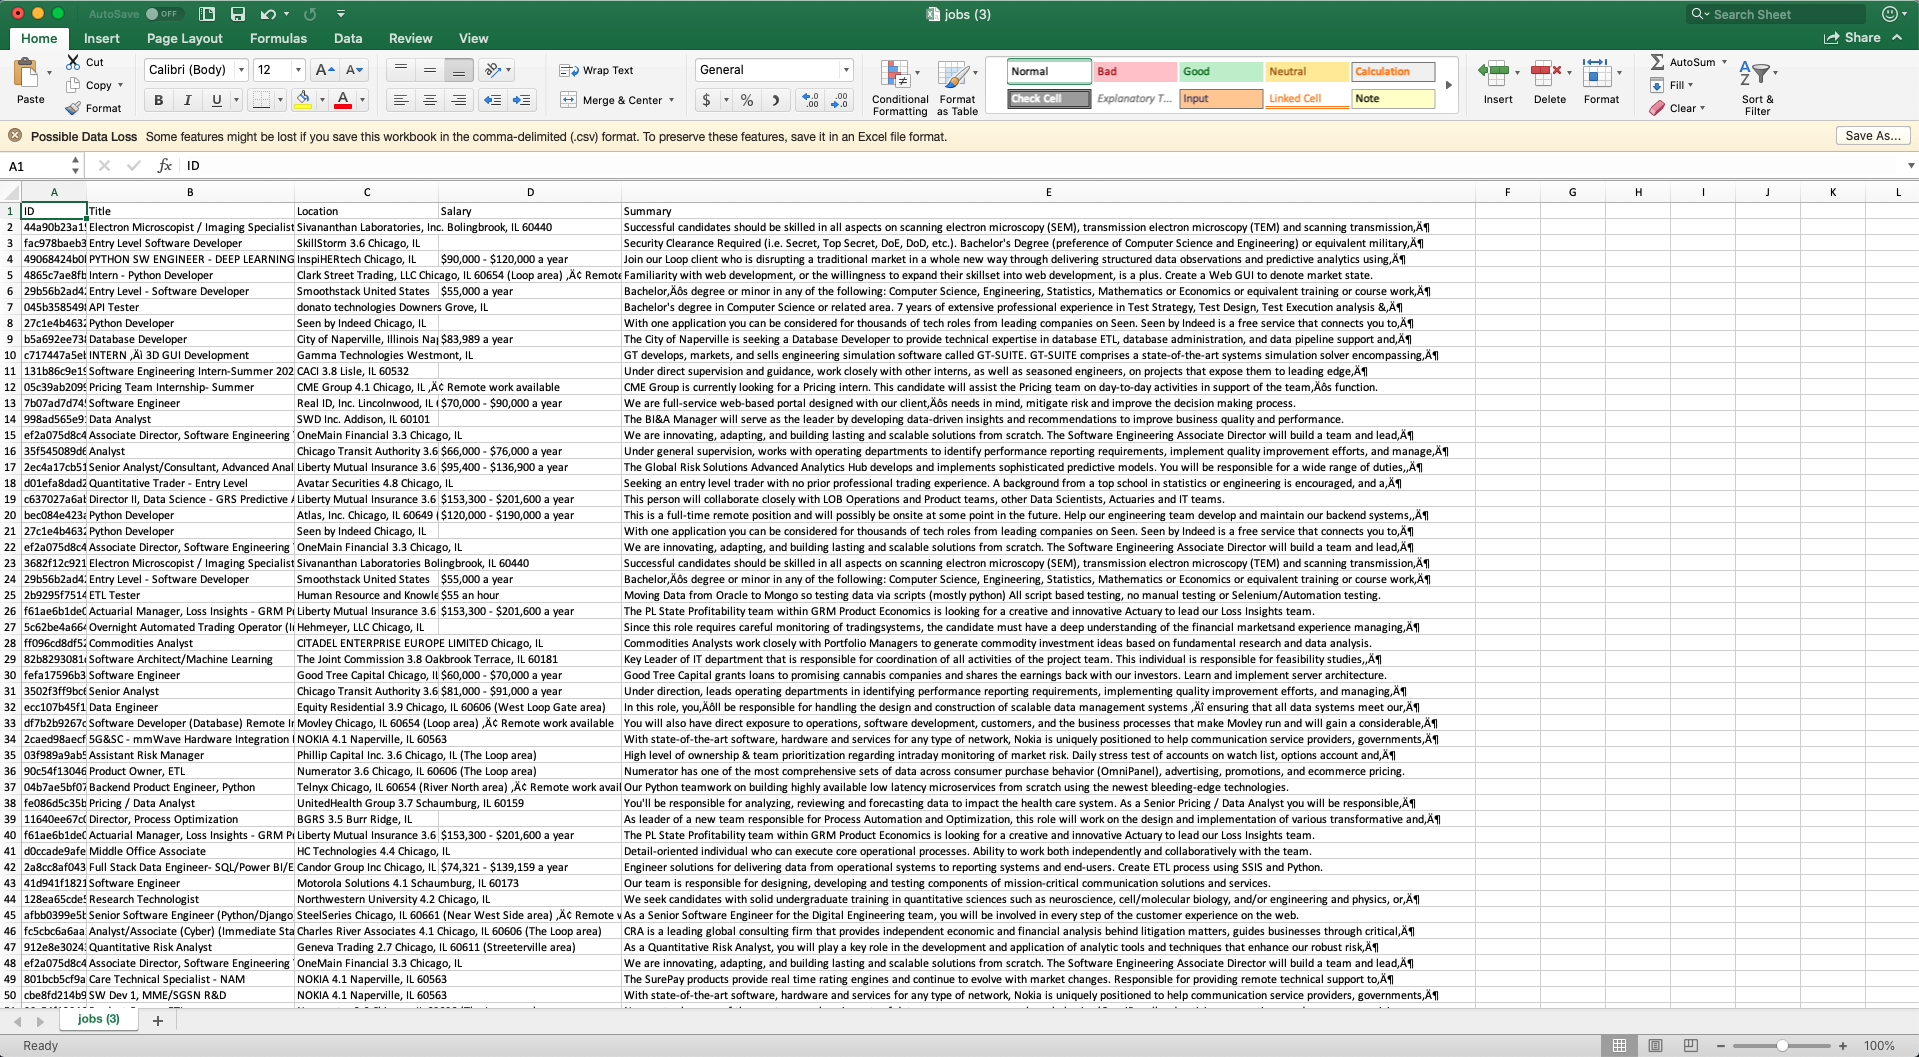 AutoSave OFF jobs (3) Search Sheet
Home Insert Page Layout Formulas Data Review View Share
Paste Cut Copy Format Calibri (Body) 12 Wrap Text Merge & Center General Conditional Formatting Format as Table Normal Bad Good Neutral Calculation Check Cell Explanatory T... Input Linked Cell Note Insert Delete Format AutoSum Fill Clear Sort & Filter
Possible Data Loss Some features might be lost if you save this workbook in the comma-delimited (.csv) format. To preserve these features, save it in an Excel file format. Save As...
A1 fx ID
A B C D E F G H I J K L
1 ID Title Location Salary Summary
2 44a90b23a1 Electron Microscopist / Imaging Specialist Sivananthan Laboratories, Inc. Bolingbrook, IL 60440 Successful candidates should be skilled in all aspects on scanning electron microscopy (SEM), transmission electron microscopy (TEM) and scanning transmission,Ä¶
3 fac978baeb3 Entry Level Software Developer SkillStorm 3.6 Chicago, IL Security Clearance Required (i.e. Secret, Top Secret, DoE, DoD, etc.). Bachelor's Degree (preference of Computer Science and Engineering) or equivalent military,Ä¶
4 49068424b0 PYTHON SW ENGINEER - DEEP LEARNING InspiHERtech Chicago, IL $90,000 - $120,000 a year Join our Loop client who is disrupting a traditional market in a whole new way through delivering structured data observations and predictive analytics using,Ä¶
5 4865c7ae8fb Intern - Python Developer Clark Street Trading, LLC Chicago, IL 60654 (Loop area) ,Ä¢ Remote Familiarity with web development, or the willingness to expand their skillset into web development, is a plus. Create a Web GUI to denote market state.
6 29b56b2ad4 Entry Level - Software Developer Smoothstack United States $55,000 a year Bachelor,Äôs degree or minor in any of the following: Computer Science, Engineering, Statistics, Mathematics or Economics or equivalent training or course work,Ä¶
7 045b3585498 API Tester donato technologies Downers Grove, IL Bachelor's degree in Computer Science or related area. 7 years of extensive professional experience in Test Strategy, Test Design, Test Execution analysis &,Ä¶
8 27c1e4b4632 Python Developer Seen by Indeed Chicago, IL With one application you can be considered for thousands of tech roles from leading companies on Seen. Seen by Indeed is a free service that connects you to,Ä¶
9 b5a692ee73 Database Developer City of Naperville, Illinois Nap $83,989 a year The City of Naperville is seeking a Database Developer to provide technical expertise in database ETL, database administration, and data pipeline support and,Ä¶
10 c717447a5e INTERN ,Äì 3D GUI Development Gamma Technologies Westmont, IL GT develops, markets, and sells engineering simulation software called GT-SUITE. GT-SUITE comprises a state-of-the-art systems simulation solver encompassing,Ä¶
11 131b86c9e1 Software Engineering Intern-Summer 202 CACI 3.8 Lisle, IL 60532 Under direct supervision and guidance, work closely with other interns, as well as seasoned engineers, on projects that expose them to leading edge,Ä¶
12 05c39ab209 Pricing Team Internship- Summer CME Group 4.1 Chicago, IL ,Ä¢ Remote work available CME Group is currently looking for a Pricing intern. This candidate will assist the Pricing team on day-to-day activities in support of the team,Äôs function.
13 7b07ad7d74 Software Engineer Real ID, Inc. Lincolnwood, IL $70,000 - $90,000 a year We are full-service web-based portal designed with our client,Äôs needs in mind, mitigate risk and improve the decision making process.
14 998ad565e9 Data Analyst SWD Inc. Addison, IL 60101 The BI&A Manager will serve as the leader by developing data-driven insights and recommendations to improve business quality and performance.
15 ef2a075d8c4 Associate Director, Software Engineering OneMain Financial 3.3 Chicago, IL We are innovating, adapting, and building lasting and scalable solutions from scratch. The Software Engineering Associate Director will build a team and lead,Ä¶
16 35f545089d Analyst Chicago Transit Authority 3.6 $66,000 - $76,000 a year Under general supervision, works with operating departments to identify performance reporting requirements, implement quality improvement efforts, and manage,Ä¶
17 2ec4a17cb51 Senior Analyst/Consultant, Advanced Anal Liberty Mutual Insurance 3.6 $95,400 - $136,900 a year The Global Risk Solutions Advanced Analytics Hub develops and implements sophisticated predictive models. You will be responsible for a wide range of duties,,Ä¶
18 d01efa8dad2 Quantitative Trader - Entry Level Avatar Securities 4.8 Chicago, IL Seeking an entry level trader with no prior professional trading experience. A background from a top school in statistics or engineering is encouraged, and a,Ä¶
19 c637027a6a Director II, Data Science - GRS Predictive Liberty Mutual Insurance 3.6 $153,300 - $201,600 a year This person will collaborate closely with LOB Operations and Product teams, other Data Scientists, Actuaries and IT teams.
20 bec084e423 Python Developer Atlas, Inc. Chicago, IL 60649 $120,000 - $190,000 a year This is a full-time remote position and will possibly be onsite at some point in the future. Help our engineering team develop and maintain our backend systems,,Ä¶
21 27c1e4b4632 Python Developer Seen by Indeed Chicago, IL With one application you can be considered for thousands of tech roles from leading companies on Seen. Seen by Indeed is a free service that connects you to,Ä¶
22 ef2a075d8c4 Associate Director, Software Engineering OneMain Financial 3.3 Chicago, IL We are innovating, adapting, and building lasting and scalable solutions from scratch. The Software Engineering Associate Director will build a team and lead,Ä¶
23 3682f12c921 Electron Microscopist / Imaging Specialist Sivananthan Laboratories Bolingbrook, IL 60440 Successful candidates should be skilled in all aspects on scanning electron microscopy (SEM), transmission electron microscopy (TEM) and scanning transmission,Ä¶
24 29b56b2ad4 Entry Level - Software Developer Smoothstack United States $55,000 a year Bachelor,Äôs degree or minor in any of the following: Computer Science, Engineering, Statistics, Mathematics or Economics or equivalent training or course work,Ä¶
25 2b9295f7514 ETL Tester Human Resource and Knowle $55 an hour Moving Data from Oracle to Mongo so testing data via scripts (mostly python) All script based testing, no manual testing or Selenium/Automation testing.
26 f61ae6b1de Actuarial Manager, Loss Insights - GRM P Liberty Mutual Insurance 3.6 $153,300 - $201,600 a year The PL State Profitability team within GRM Product Economics is looking for a creative and innovative Actuary to lead our Loss Insights team.
27 5c62be4a664 Overnight Automated Trading Operator (I Hehmeyer, LLC Chicago, IL Since this role requires careful monitoring of tradingsystems, the candidate must have a deep understanding of the financial marketsand experience managing,Ä¶
28 ff096cd8df52 Commodities Analyst CITADEL ENTERPRISE EUROPE LIMITED Chicago, IL Commodities Analysts work closely with Portfolio Managers to generate commodity investment ideas based on fundamental research and data analysis.
29 82b8293081 Software Architect/Machine Learning The Joint Commission 3.8 Oakbrook Terrace, IL 60181 Key Leader of IT department that is responsible for coordination of all activities of the project team. This individual is responsible for feasibility studies,,Ä¶
30 fefa17596b3 Software Engineer Good Tree Capital Chicago, IL $60,000 - $70,000 a year Good Tree Capital grants loans to promising cannabis companies and shares the earnings back with our investors. Learn and implement server architecture.
31 3502f3ff9bc Senior Analyst Chicago Transit Authority 3.6 $81,000 - $91,000 a year Under direction, leads operating departments in identifying performance reporting requirements, implementing quality improvement efforts, and managing,Ä¶
32 ecc107b45f1 Data Engineer Equity Residential 3.9 Chicago, IL 60606 (West Loop Gate area) In this role, you,Äôll be responsible for handling the design and construction of scalable data management systems ,Äî ensuring that all data systems meet our,Ä¶
33 df7b2b9267 Software Developer (Database) Remote I Movley Chicago, IL 60654 (Loop area) ,Ä¢ Remote work available You will also have direct exposure to operations, software development, customers, and the business processes that make Movley run and will gain a considerable,Ä¶
34 2caed98aecf 5G&SC - mmWave Hardware Integration NOKIA 4.1 Naperville, IL 60563 With state-of-the-art software, hardware and services for any type of network, Nokia is uniquely positioned to help communication service providers, governments,Ä¶
35 03f989a9ab Assistant Risk Manager Phillip Capital Inc. 3.6 Chicago, IL (The Loop area) High level of ownership & team prioritization regarding intraday monitoring of market risk. Daily stress test of accounts on watch list, options account and,Ä¶
36 90c54f13046 Product Owner, ETL Numerator 3.6 Chicago, IL 60606 (The Loop area) Numerator has one of the most comprehensive sets of data across consumer purchase behavior (OmniPanel), advertising, promotions, and ecommerce pricing.
37 04b7ae5bf07 Backend Product Engineer, Python Telnyx Chicago, IL 60654 (River North area) ,Ä¢ Remote work avail Our Python teamwork on building highly available low latency microservices from scratch using the newest bleeding-edge technologies.
38 fe086d5c35b Pricing / Data Analyst UnitedHealth Group 3.7 Schaumburg, IL 60159 You'll be responsible for analyzing, reviewing and forecasting data to impact the health care system. As a Senior Pricing / Data Analyst you will be responsible,Ä¶
39 11640ee67c Director, Process Optimization BGRS 3.5 Burr Ridge, IL As leader of a new team responsible for Process Automation and Optimization, this role will work on the design and implementation of various transformative and,Ä¶
40 f61ae6b1de Actuarial Manager, Loss Insights - GRM P Liberty Mutual Insurance 3.6 $153,300 - $201,600 a year The PL State Profitability team within GRM Product Economics is looking for a creative and innovative Actuary to lead our Loss Insights team.
41 d0ccade9afe Middle Office Associate HC Technologies 4.4 Chicago, IL Detail-oriented individual who can execute core operational processes. Ability to work both independently and collaboratively with the team.
42 2a8cc8af043 Full Stack Data Engineer- SQL/Power BI/E Candor Group Inc Chicago, IL $74,321 - $139,159 a year Engineer solutions for delivering data from operational systems to reporting systems and end-users. Create ETL process using SSIS and Python.
43 41d941f1821 Software Engineer Motorola Solutions 4.1 Schaumburg, IL 60173 Our team is responsible for designing, developing and testing components of mission-critical communication solutions and services.
44 128ea65cde Research Technologist Northwestern University 4.2 Chicago, IL We seek candidates with solid undergraduate training in quantitative sciences such as neuroscience, cell/molecular biology, and/or engineering and physics, or,Ä¶
45 afbb0399e5 Senior Software Engineer (Python/Django SteelSeries Chicago, IL 60661 (Near West Side area) ,Ä¢ Remote As a Senior Software Engineer for the Digital Engineering team, you will be involved in every step of the customer experience on the web.
46 fc5cbc6a6aa Analyst/Associate (Cyber) (Immediate Sta Charles River Associates 4.1 Chicago, IL 60606 (The Loop area) CRA is a leading global consulting firm that provides independent economic and financial analysis behind litigation matters, guides businesses through critical,Ä¶
47 912e8e3024 Quantitative Risk Analyst Geneva Trading 2.7 Chicago, IL 60611 (Streeterville area) As a Quantitative Risk Analyst, you will play a key role in the development and application of analytic tools and techniques that enhance our robust risk,Ä¶
48 ef2a075d8c4 Associate Director, Software Engineering OneMain Financial 3.3 Chicago, IL We are innovating, adapting, and building lasting and scalable solutions from scratch. The Software Engineering Associate Director will build a team and lead,Ä¶
49 801bcb5cf9a Care Technical Specialist - NAM NOKIA 4.1 Naperville, IL 60563 The SurePay products provide real time rating engines and continue to evolve with market changes. Responsible for providing remote technical support to,Ä¶
50 cbe8fd214b9 SW Dev 1, MME/SGSN R&D NOKIA 4.1 Naperville, IL 60563 With state-of-the-art software, hardware and services for any type of network, Nokia is uniquely positioned to help communication service providers, governments,Ä¶
jobs (3) +
Ready 100%